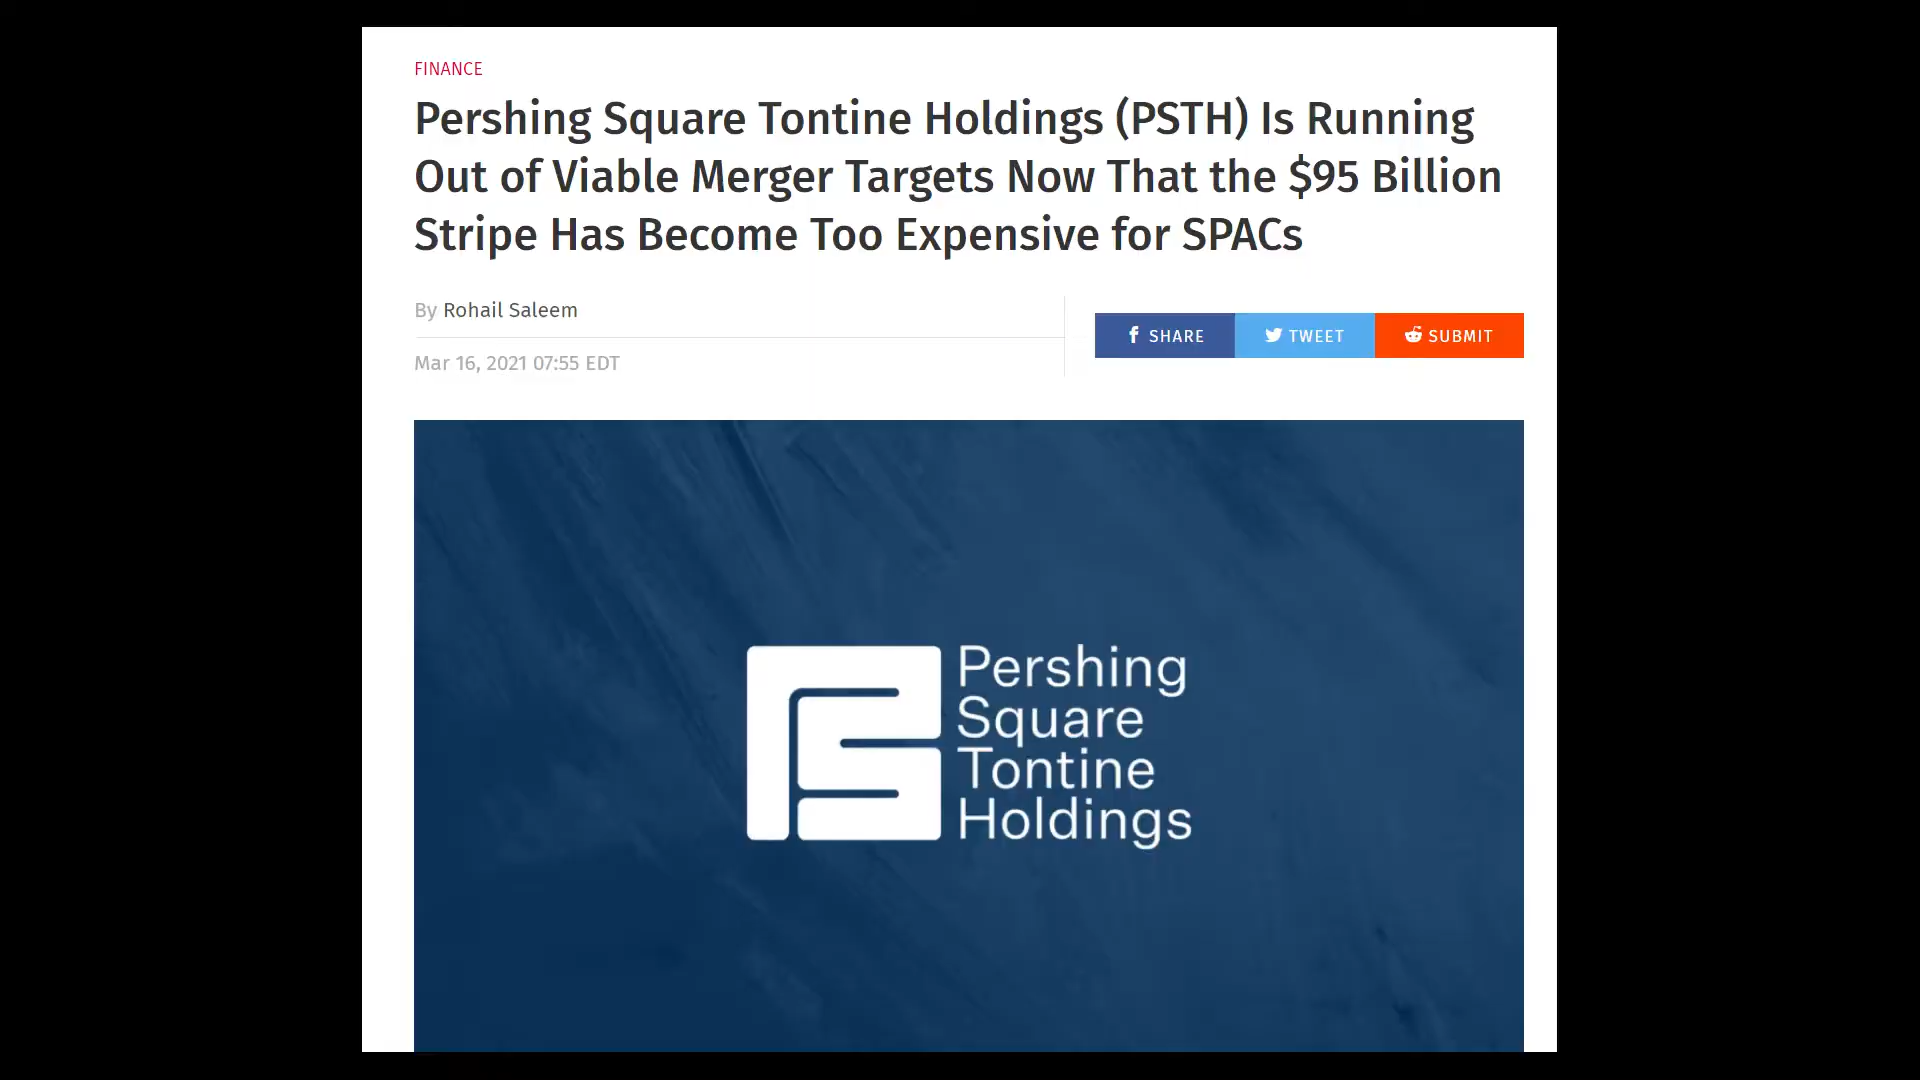 FINANCE
Pershing Square Tontine Holdings (PSTH) Is Running
Out of Viable Merger Targets Now That the $95 Billion
Stripe Has Become Too Expensive for SPACs
By Rohail Saleem
Mar 16, 2021 07:55 EDT
SHARE
TWEET
SUBMIT
Pershing
Square
Tontine
Holdings